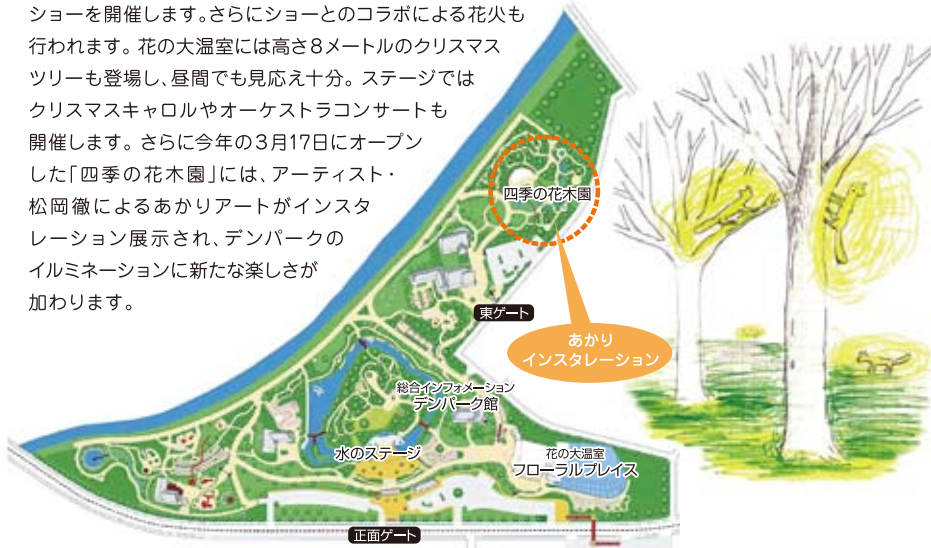 ショーを開催します。さらにショーとのコラボによる花火も
行われます。花の大温室には高さ8メートルのクリスマス
ツリーも登場し、昼間でも見応え十分。ステージでは
クリスマスキャロルやオーケストラコンサートも
開催します。さらに今年の3月17日にオープン
した「四季の花木園」には、アーティスト・
松岡徹によるあかりアートがインスタ
レーション展示され、デンパークの
イルミネーションに新たな楽しさが
加わります。
四季の花木園
東ゲート
あかり
インスタレーション
総合インフォメーション
デンパーク館
水のステージ
花の大温室
フローラルプレイス
正面ゲート